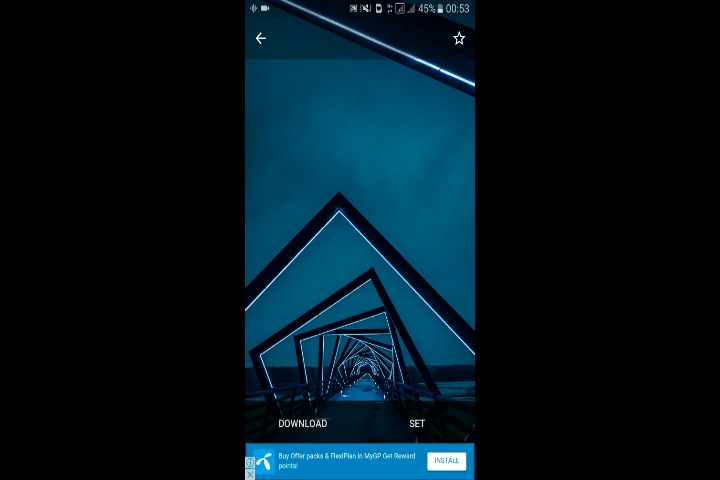 45% 00:53
DOWNLOAD SET
Buy Offer packs & FlexiPlan in MyGP Get Reward
points!
INSTALL